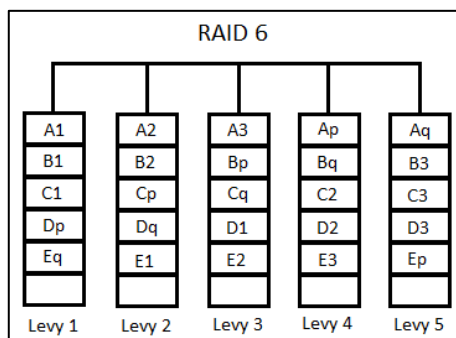 RAID 6
A1 A2 A3 Ap Aq
B1 B2 Bp Bq B3
C1 Cp Cq C2 C3
Dp Dq D1 D2 D3
Eq E1 E2 E3 Ep
Levy 1 Levy 2 Levy 3 Levy 4 Levy 5